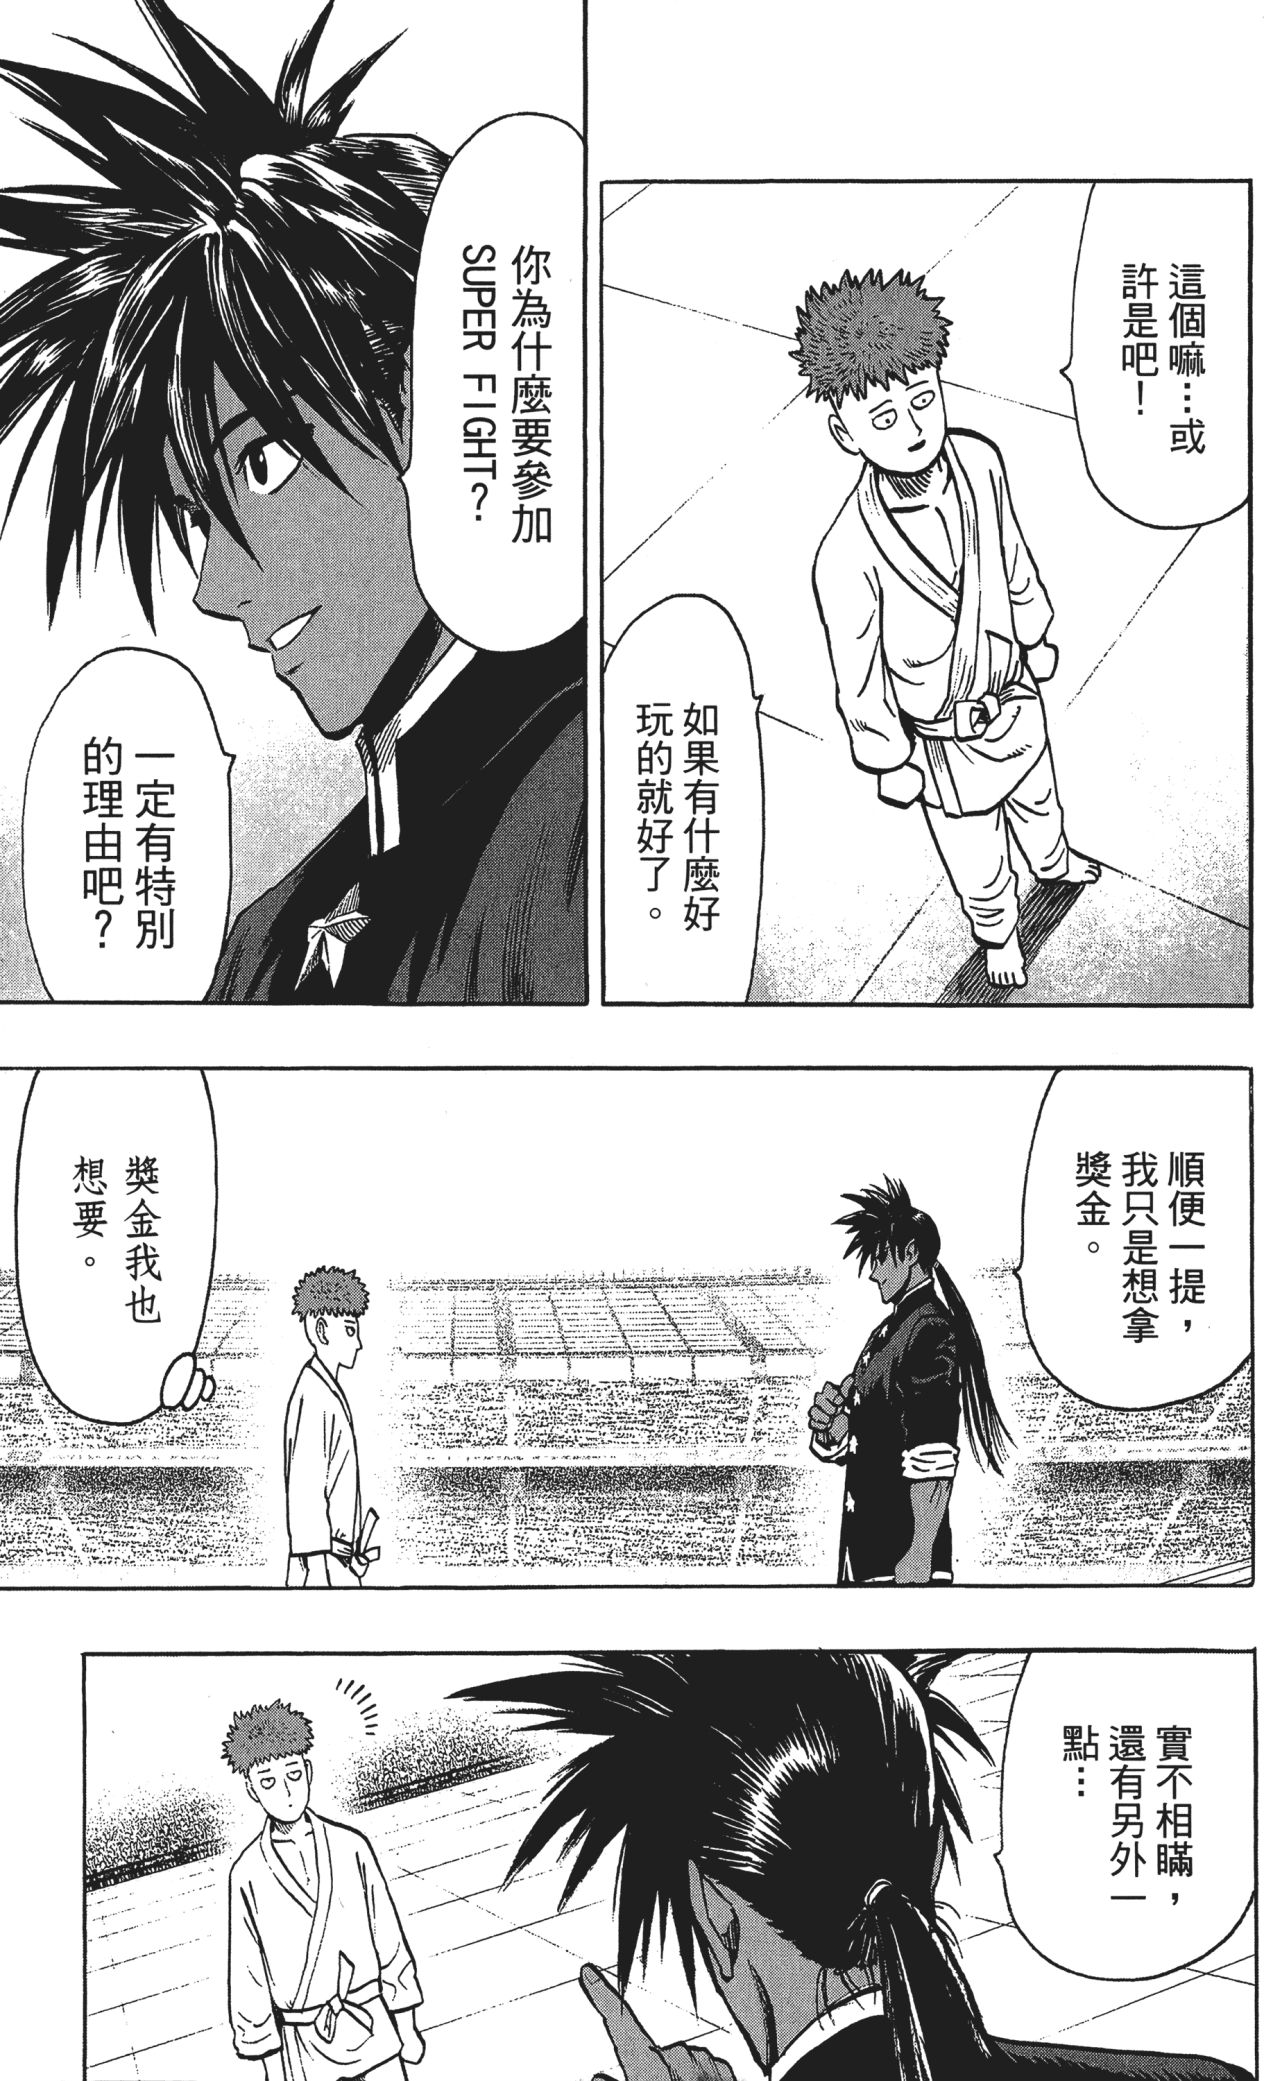 這個嘛…或
許是吧！
如果有什麼好
玩的就好了。
你為什麼要參加
SUPER FIGHT？
一定有特別
的理由吧？
順便一提，
我只是想拿
獎金。
獎金我也
想要。
實不相瞞，
還有另外一
點…